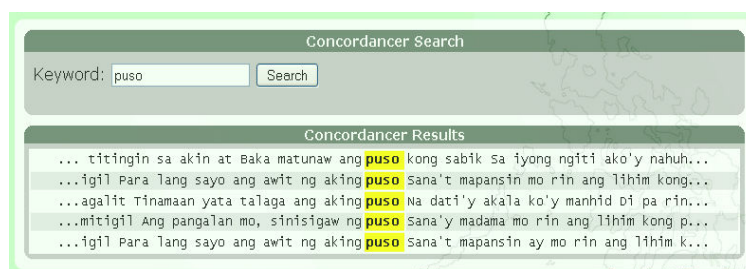 Concordancer Search
Keyword: puso Search
Concordancer Results
... titingin sa akin at Baka matunaw ang puso kong sabik Sa iyong ngiti ako'y nahuh...
...igil Para lang sayo ang awit ng aking puso Sana't mapansin mo rin ang lihim kong...
...agalit Tinamaan yata talaga ang aking puso Na dati'y akala ko'y manhid Di pa rin...
...mitigil Ang pangalan mo, sinisigaw ng puso Sana'y madama mo rin ang lihim kong p...
...igil Para lang sayo ang awit ng aking puso Sana't mapansin ay mo rin ang lihim k...